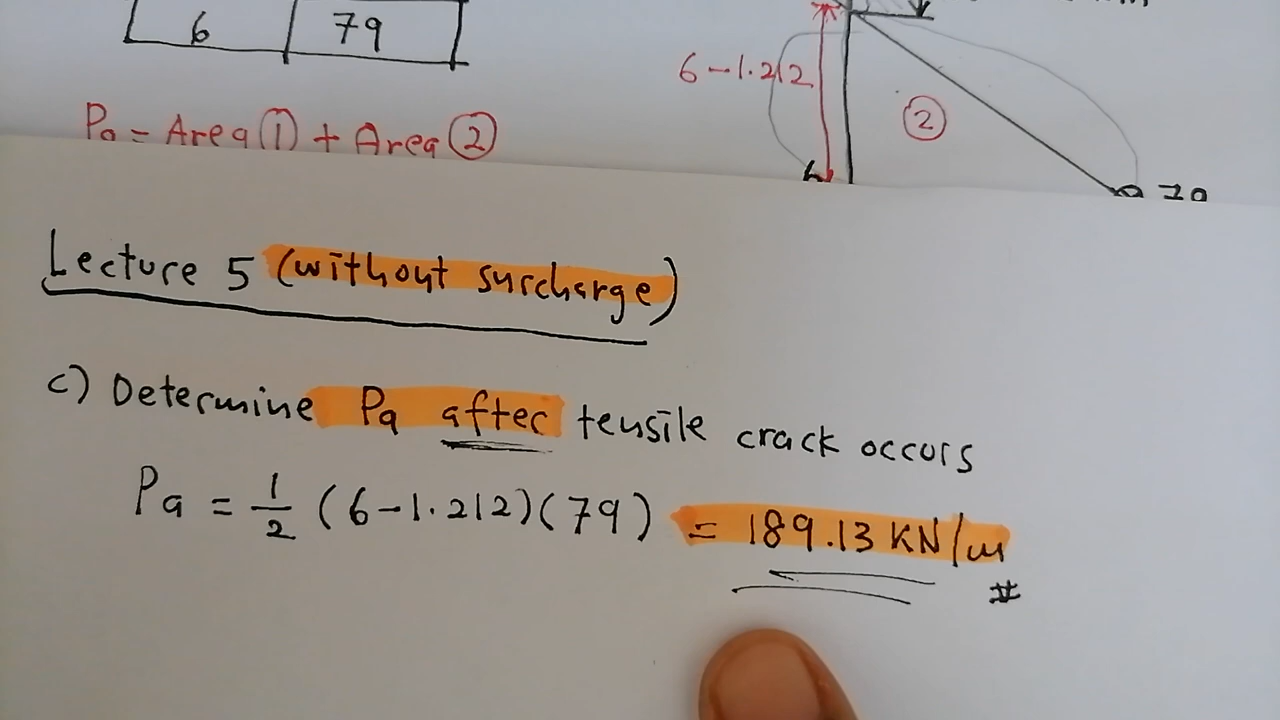 6 79
6-1.212
2
Pa = Area 1 + Area 2
Lecture 5 (without surcharge)
c) Determine Pa after tensile crack occurs
Pa = 1/2 (6-1.212)(79) = 189.13 KN/m
#